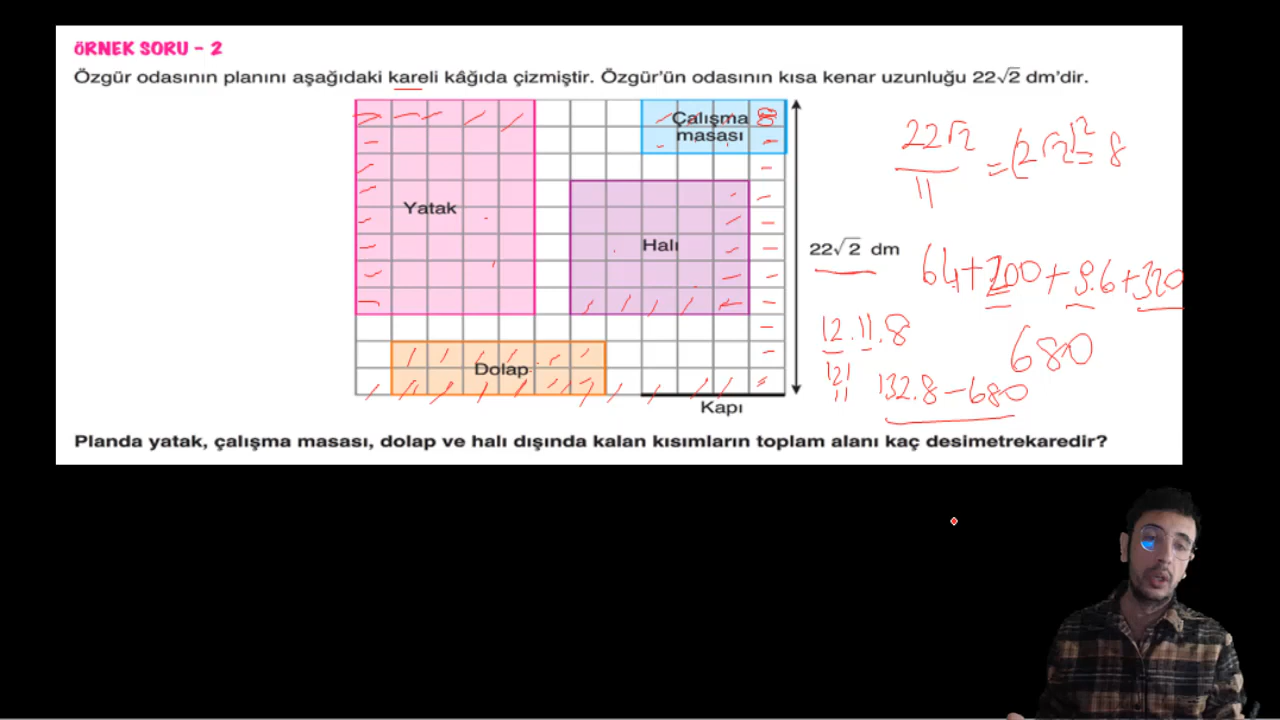 ÖRNEK SORU - 2
Özgür odasının planını aşağıdaki kareli kâğıda çizmiştir. Özgür'ün odasının kısa kenar uzunluğu 22√2 dm'dir.
Çalışma
masası
8
Yatak
Halı
22√2 dm
Dolap
Kapı
22√2
11
= (2√2)² = 8
64+200+96+320
680
12.11.8
121
11
132.8-680
Planda yatak, çalışma masası, dolap ve halı dışında kalan kısımların toplam alanı kaç desimetrekaredir?